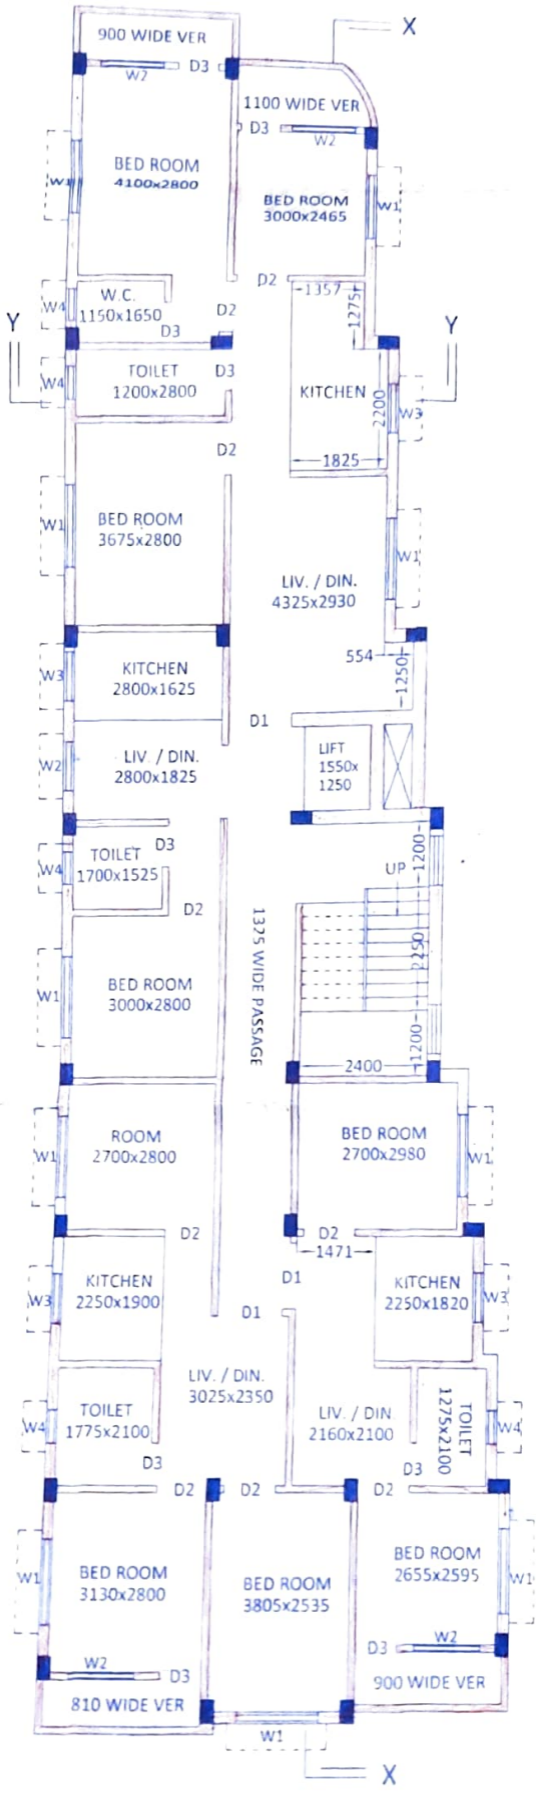 X
900 WIDE VER
W2
D3
1100 WIDE VER
D3
W2
BED ROOM
4100x2800
W1
BED ROOM
3000x2465
W1
D2
1357
W.C.
1150x1650
W4
D2
D3
1275
Y
Y
TOILET
1200x2800
W4
D3
KITCHEN
2200
W3
D2
1825
BED ROOM
3675x2800
W1
W1
LIV. / DIN.
4325x2930
554
1250
KITCHEN
2800x1625
W3
D1
LIFT
1550x
1250
LIV. / DIN.
2800x1825
W2
D3
TOILET
1700x1525
W4
UP
1200
D2
1325 WIDE PASSAGE
2250
BED ROOM
3000x2800
W1
1200
2400
ROOM
2700x2800
W1
BED ROOM
2700x2980
W1
D2
D2
1471
D1
KITCHEN
2250x1900
W3
KITCHEN
2250x1820
W3
D1
LIV. / DIN.
3025x2350
TOILET
1775x2100
W4
LIV. / DIN.
2160x2100
TOILET
1275x2100
W4
D3
D3
D2
D2
D2
BED ROOM
3130x2800
W1
BED ROOM
3805x2535
BED ROOM
2655x2595
W1
W2
D3
D3
W2
810 WIDE VER
900 WIDE VER
W1
X